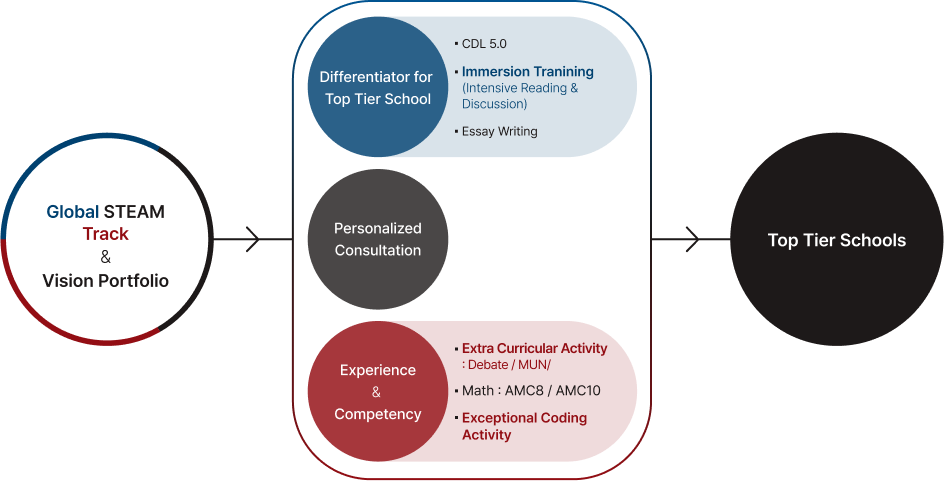 Global STEAM
Track
&
Vision Portfolio
Differentiator for
Top Tier School
▪ CDL 5.0
▪ Immersion Tranining
(Intensive Reading &
Discussion)
▪ Essay Writing
Personalized
Consultation
Experience
&
Competency
▪ Extra Curricular Activity
: Debate / MUN/
▪ Math : AMC8 / AMC10
▪ Exceptional Coding
Activity
Top Tier Schools